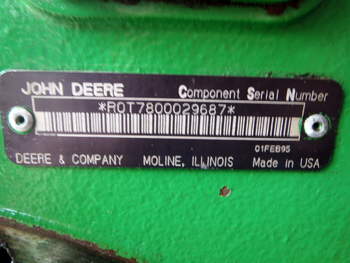 JOHN DEERE Component Serial Number
*R0T7800029687*
01FEB95
DEERE & COMPANY MOLINE, ILLINOIS Made in USA